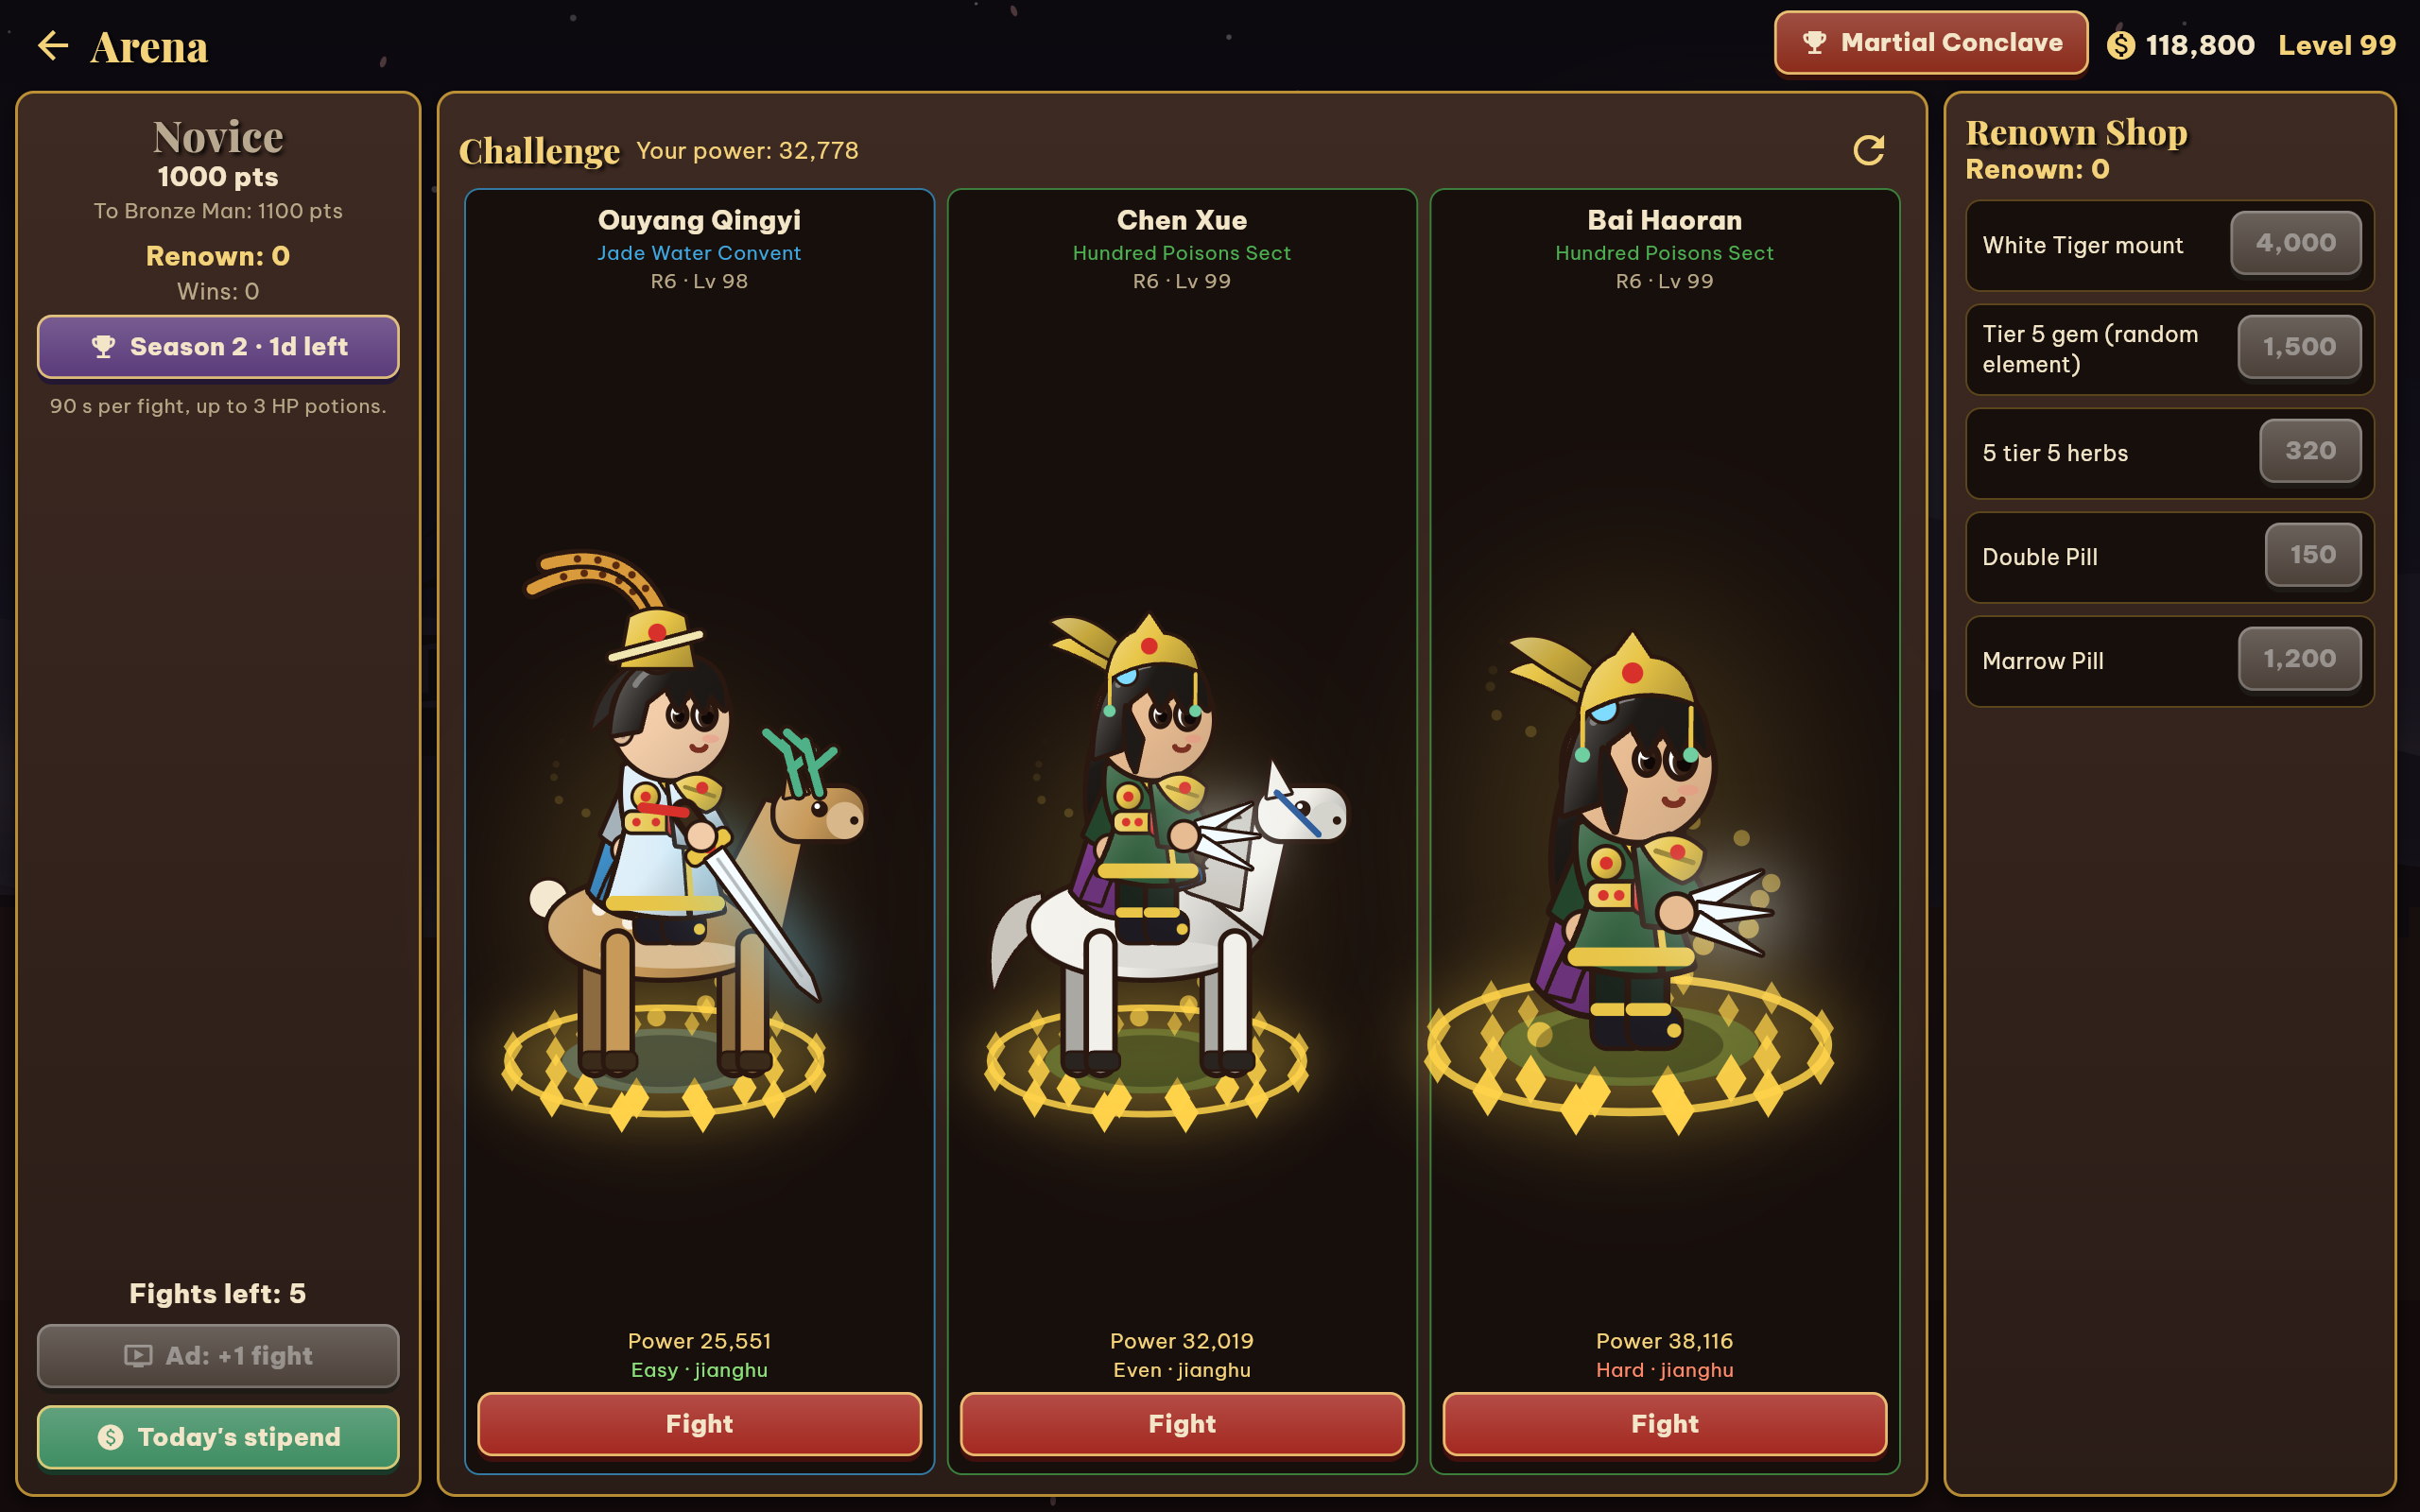 Arena
Martial Conclave
118,800
Level 99
Novice
1000 pts
To Bronze Man: 1100 pts
Renown: 0
Wins: 0
Season 2 · 1d left
90 s per fight, up to 3 HP potions.
Fights left: 5
Ad: +1 fight
Today's stipend
Challenge
Your power: 32,778
Ouyang Qingyi
Jade Water Convent
R6 · Lv 98
Power 25,551
Easy · jianghu
Fight
Chen Xue
Hundred Poisons Sect
R6 · Lv 99
Power 32,019
Even · jianghu
Fight
Bai Haoran
Hundred Poisons Sect
R6 · Lv 99
Power 38,116
Hard · jianghu
Fight
Renown Shop
Renown: 0
White Tiger mount
4,000
Tier 5 gem (random
element)
1,500
5 tier 5 herbs
320
Double Pill
150
Marrow Pill
1,200